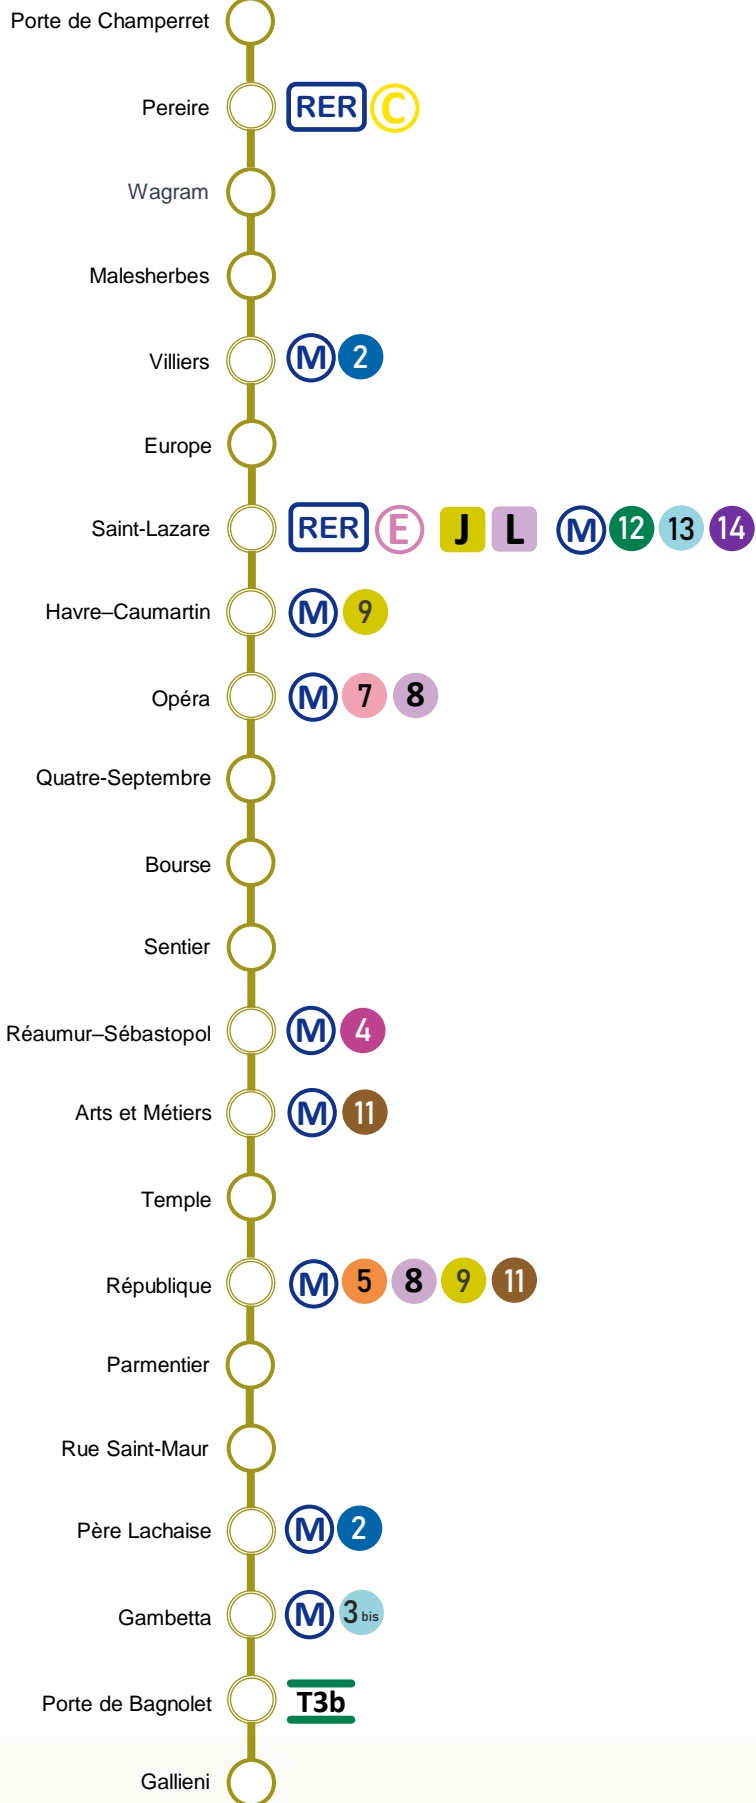 Porte de Champerret
Pereire RER C
Wagram
Malesherbes
Villiers M 2
Europe
Saint-Lazare RER E J L M 12 13 14
Havre–Caumartin M 9
Opéra M 7 8
Quatre-Septembre
Bourse
Sentier
Réaumur–Sébastopol M 4
Arts et Métiers M 11
Temple
République M 5 8 9 11
Parmentier
Rue Saint-Maur
Père Lachaise M 2
Gambetta M 3 bis
Porte de Bagnolet T3b
Gallieni